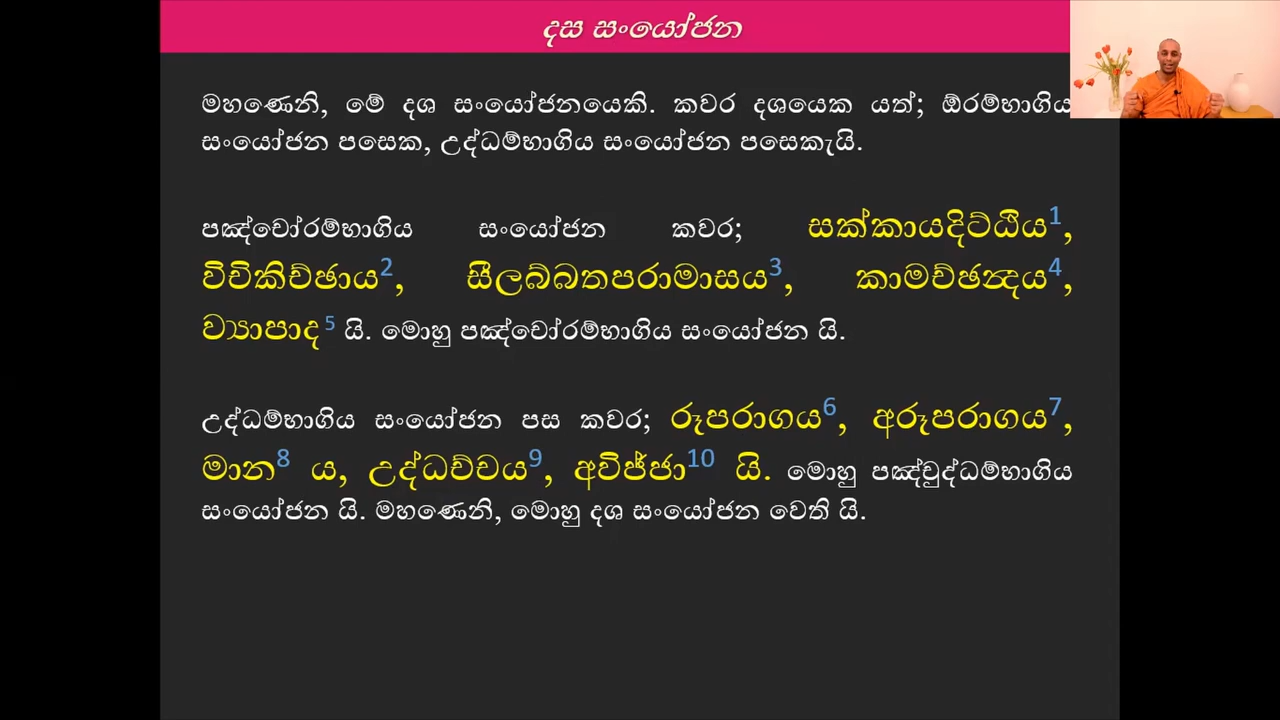 දස සංයෝජන
මහණෙනි, මේ දශ සංයෝජනයෙකි. කවර දශයෙක යත්; ඕරම්භාගිය
සංයෝජන පසෙක, උද්ධම්භාගිය සංයෝජන පසෙකැයි.
පඤ්චෝරම්භාගිය සංයෝජන කවර; සක්කායදිට්ඨිය1,
විචිකිච්ඡාය2, සීලබ්බතපරාමාසය3, කාමච්ඡන්‍දය4,
ව්‍යාපාද5 යි. මොහු පඤ්චෝරම්භාගිය සංයෝජන යි.
උද්ධම්භාගිය සංයෝජන පස කවර; රූපරාගය6, අරූපරාගය7,
මාන8 ය, උද්ධච්චය9, අවිජ්ජා10 යි. මොහු පඤ්චුද්ධම්භාගිය
සංයෝජන යි. මහණෙනි, මොහු දශ සංයෝජන වෙති යි.